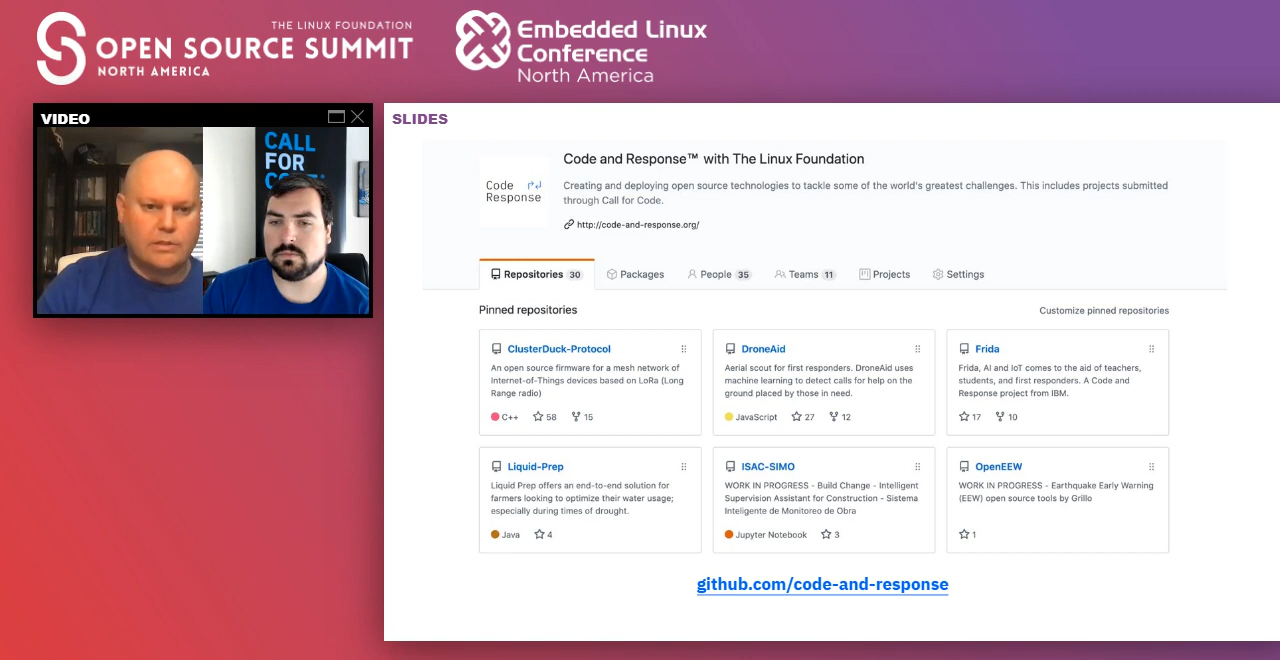 THE LINUX FOUNDATION
OPEN SOURCE SUMMIT
NORTH AMERICA
Embedded Linux
Conference
North America
VIDEO
CALL
FOR
SLIDES
Code
Response
Code and Response™ with The Linux Foundation
Creating and deploying open source technologies to tackle some of the world's greatest challenges. This includes projects submitted
through Call for Code.
http://code-and-response.org/
Repositories 30 Packages People 35 Teams 11 Projects Settings
Pinned repositories Customize pinned repositories
ClusterDuck-Protocol
An open source firmware for a mesh network of
Internet-of-Things devices based on LoRa (Long
Range radio)
C++ 58 15
DroneAid
Aerial scout for first responders. DroneAid uses
machine learning to detect calls for help on the
ground placed by those in need.
JavaScript 27 12
Frida
Frida, AI and IoT comes to the aid of teachers,
students, and first responders. A Code and
Response project from IBM.
17 10
Liquid-Prep
Liquid Prep offers an end-to-end solution for
farmers looking to optimize their water usage;
especially during times of drought.
Java 4
ISAC-SIMO
WORK IN PROGRESS - Build Change - Intelligent
Supervision Assistant for Construction - Sistema
Inteligente de Monitoreo de Obra
Jupyter Notebook 3
OpenEEW
WORK IN PROGRESS - Earthquake Early Warning
(EEW) open source tools by Grillo
1
github.com/code-and-response